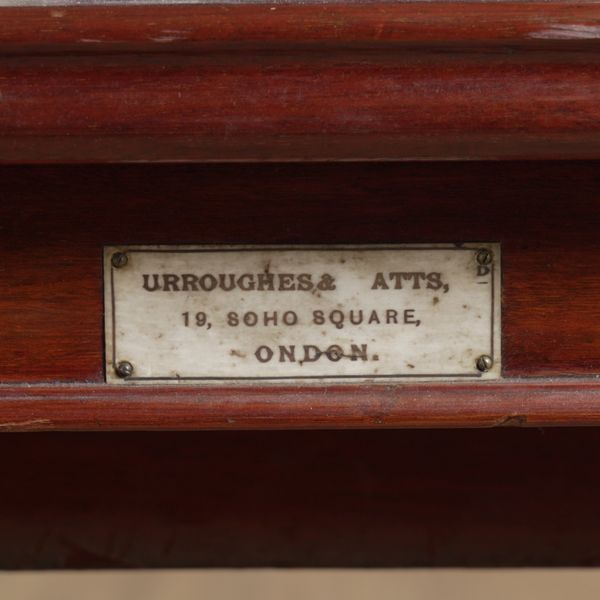 URROUGHES & ATTS,
19, SOHO SQUARE,
ONDON.